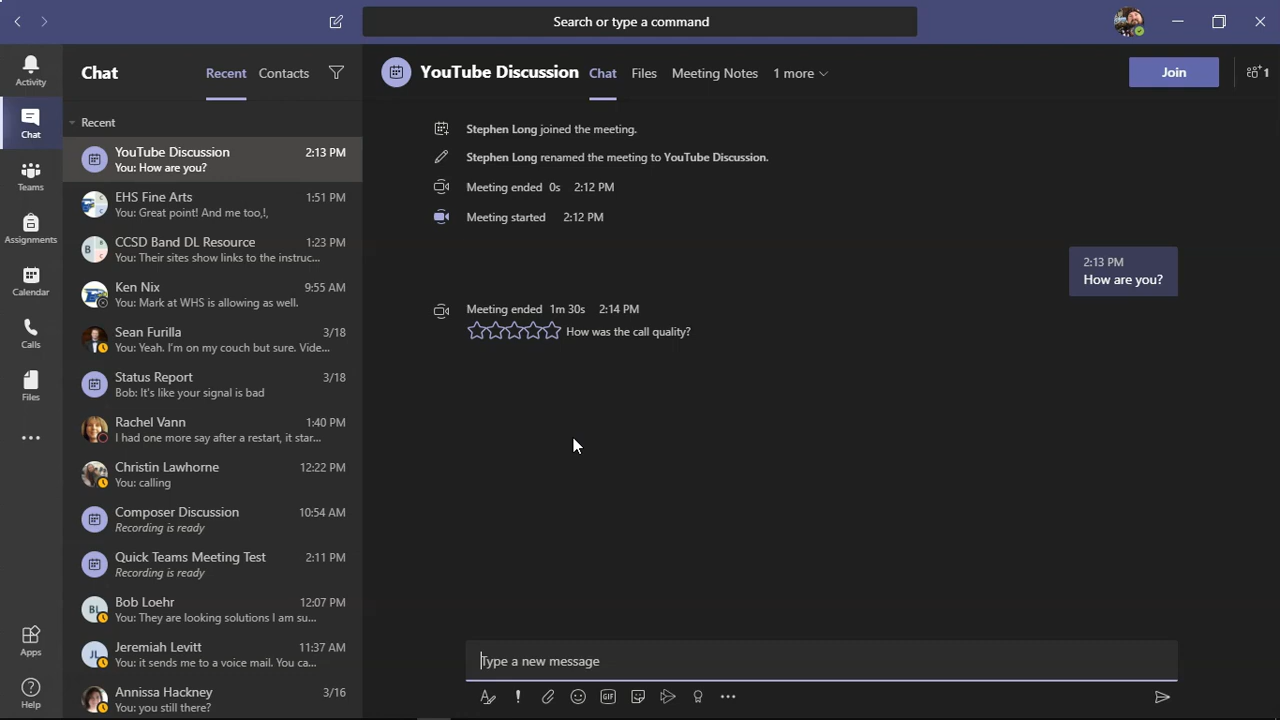 Search or type a command
Activity
Chat
Teams
Assignments
Calendar
Calls
Files
Apps
Help
Chat
Recent
Contacts
Recent
YouTube Discussion 2:13 PM
You: How are you?
EHS Fine Arts 1:51 PM
You: Great point! And me too,!,
B C
C
CCSD Band DL Resource 1:23 PM
You: Their sites show links to the instruc...
Ken Nix 9:55 AM
You: Mark at WHS is allowing as well.
Sean Furilla 3/18
You: Yeah. I'm on my couch but sure. Vide...
Status Report 3/18
Bob: It's like your signal is bad
Rachel Vann 1:40 PM
I had one more say after a restart, it star...
Christin Lawhorne 12:22 PM
You: calling
Composer Discussion 10:54 AM
Recording is ready
Quick Teams Meeting Test 2:11 PM
Recording is ready
BL
Bob Loehr 12:07 PM
You: They are looking solutions I am su...
JL
Jeremiah Levitt 11:37 AM
You: it sends me to a voice mail. You ca...
Annissa Hackney 3/16
You: you still there?
YouTube Discussion
Chat
Files
Meeting Notes
1 more
Join
1
Stephen Long joined the meeting.
Stephen Long renamed the meeting to YouTube Discussion.
Meeting ended 0s 2:12 PM
Meeting started 2:12 PM
2:13 PM
How are you?
Meeting ended 1m 30s 2:14 PM
How was the call quality?
Type a new message
GIF